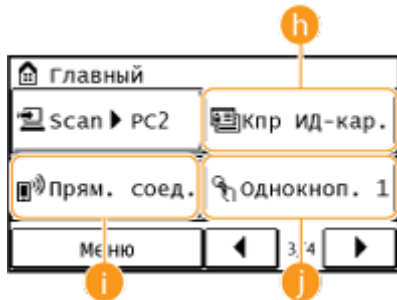 h
Главный
Scan▶ PC2
Кпр ИД-кар.
Прям. соед.
Однокноп. 1
Меню ◀ 3/4 ▶
i
j